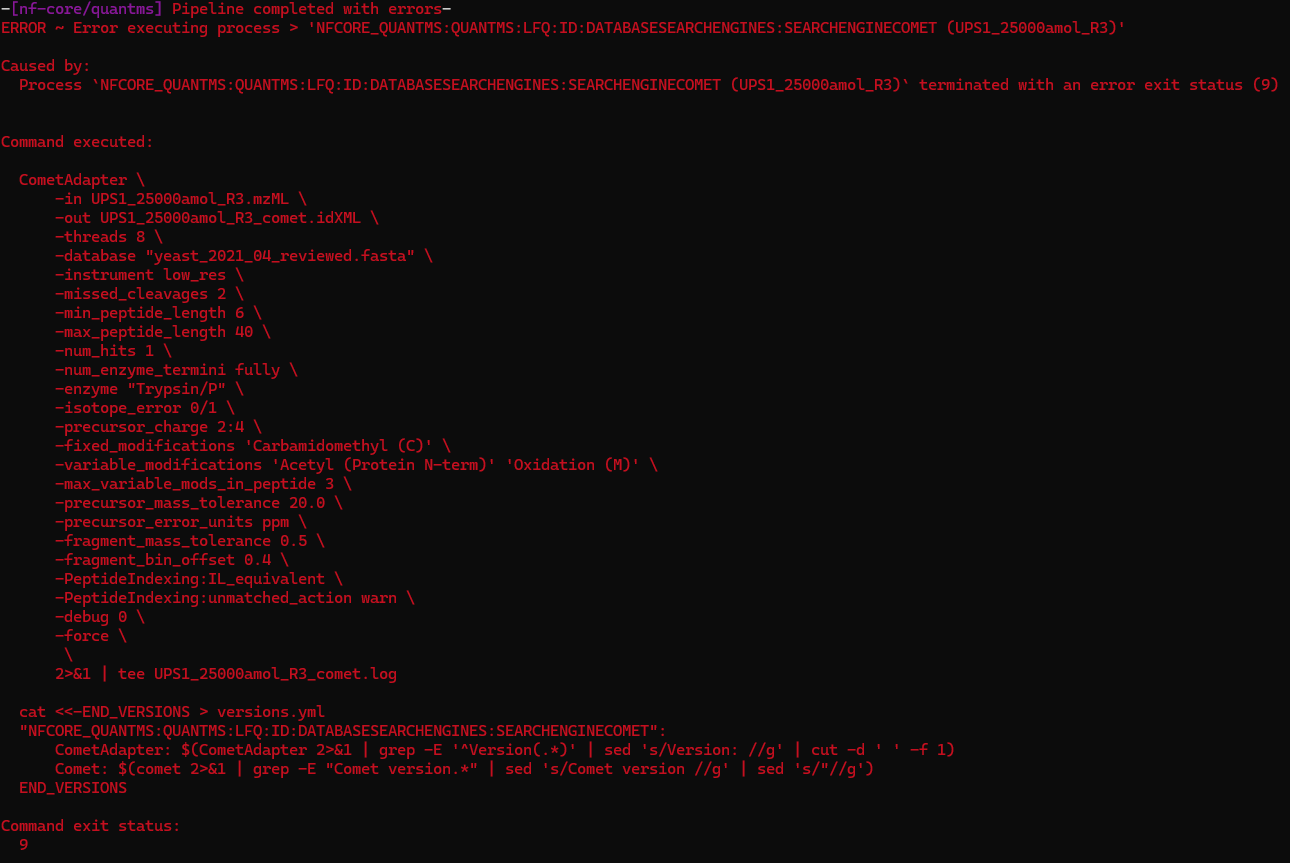 -[nf-core/quantms] Pipeline completed with errors-
ERROR ~ Error executing process > 'NFCORE_QUANTMS:QUANTMS:LFQ:ID:DATABASESEARCHENGINES:SEARCHENGINECOMET (UPS1_25000amol_R3)'

Caused by:
  Process `NFCORE_QUANTMS:QUANTMS:LFQ:ID:DATABASESEARCHENGINES:SEARCHENGINECOMET (UPS1_25000amol_R3)` terminated with an error exit status (9)


Command executed:

  CometAdapter \
      -in UPS1_25000amol_R3.mzML \
      -out UPS1_25000amol_R3_comet.idXML \
      -threads 8 \
      -database "yeast_2021_04_reviewed.fasta" \
      -instrument low_res \
      -missed_cleavages 2 \
      -min_peptide_length 6 \
      -max_peptide_length 40 \
      -num_hits 1 \
      -num_enzyme_termini fully \
      -enzyme "Trypsin/P" \
      -isotope_error 0/1 \
      -precursor_charge 2:4 \
      -fixed_modifications 'Carbamidomethyl (C)' \
      -variable_modifications 'Acetyl (Protein N-term)' 'Oxidation (M)' \
      -max_variable_mods_in_peptide 3 \
      -precursor_mass_tolerance 20.0 \
      -precursor_error_units ppm \
      -fragment_mass_tolerance 0.5 \
      -fragment_bin_offset 0.4 \
      -PeptideIndexing:IL_equivalent \
      -PeptideIndexing:unmatched_action warn \
      -debug 0 \
      -force \
       \
      2>&1 | tee UPS1_25000amol_R3_comet.log

  cat <<-END_VERSIONS > versions.yml
  "NFCORE_QUANTMS:QUANTMS:LFQ:ID:DATABASESEARCHENGINES:SEARCHENGINECOMET":
      CometAdapter: $(CometAdapter 2>&1 | grep -E '^Version(.*)' | sed 's/Version: //g' | cut -d ' ' -f 1)
      Comet: $(comet 2>&1 | grep -E "Comet version.*" | sed 's/Comet version //g' | sed 's/"//g')
  END_VERSIONS

Command exit status:
  9